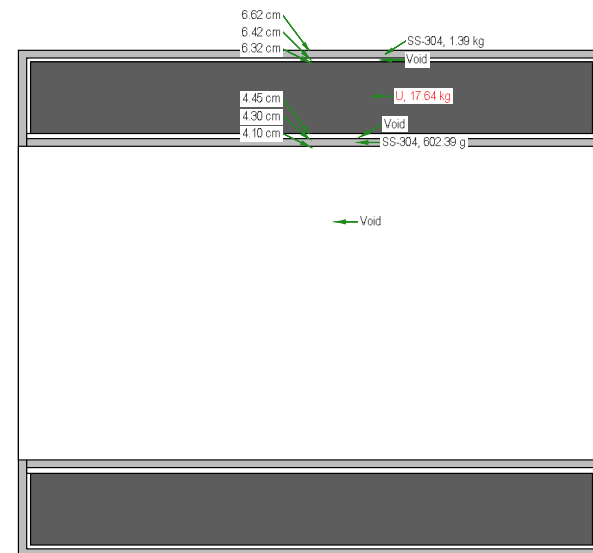 6.62 cm
6.42 cm
6.32 cm
SS-304, 1.39 kg
Void
U, 17.64 kg
4.45 cm
4.30 cm
4.10 cm
Void
SS-304, 602.39 g
Void